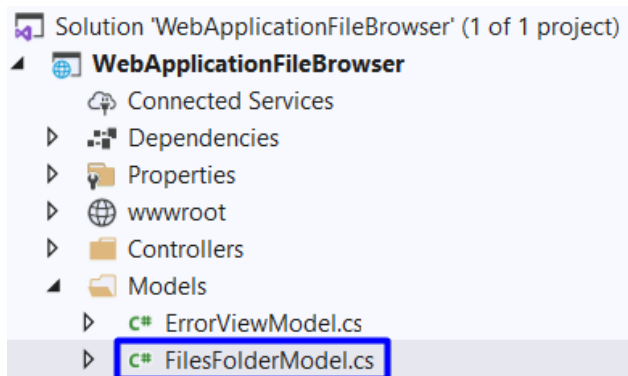 Solution 'WebApplicationFileBrowser' (1 of 1 project)
WebApplicationFileBrowser
Connected Services
Dependencies
Properties
wwwroot
Controllers
Models
C# ErrorViewModel.cs
C# FilesFolderModel.cs